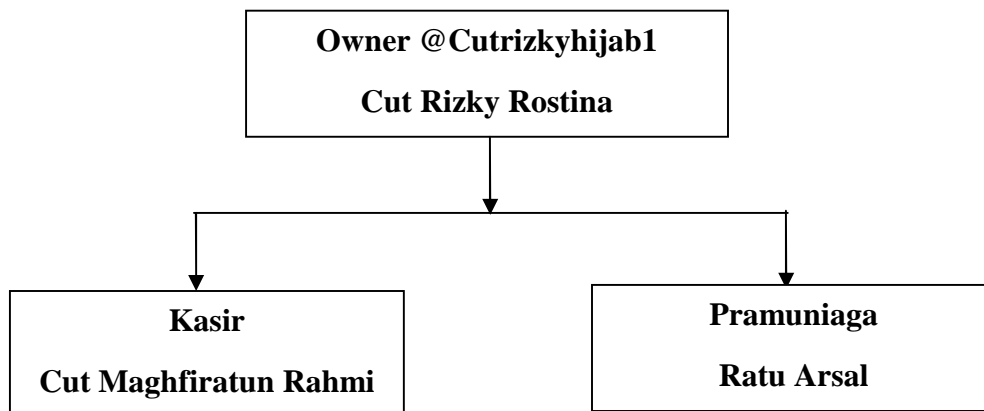 Owner @Cutrizkyhijab1
Cut Rizky Rostina
Kasir
Cut Maghfiratun Rahmi
Pramuniaga
Ratu Arsal